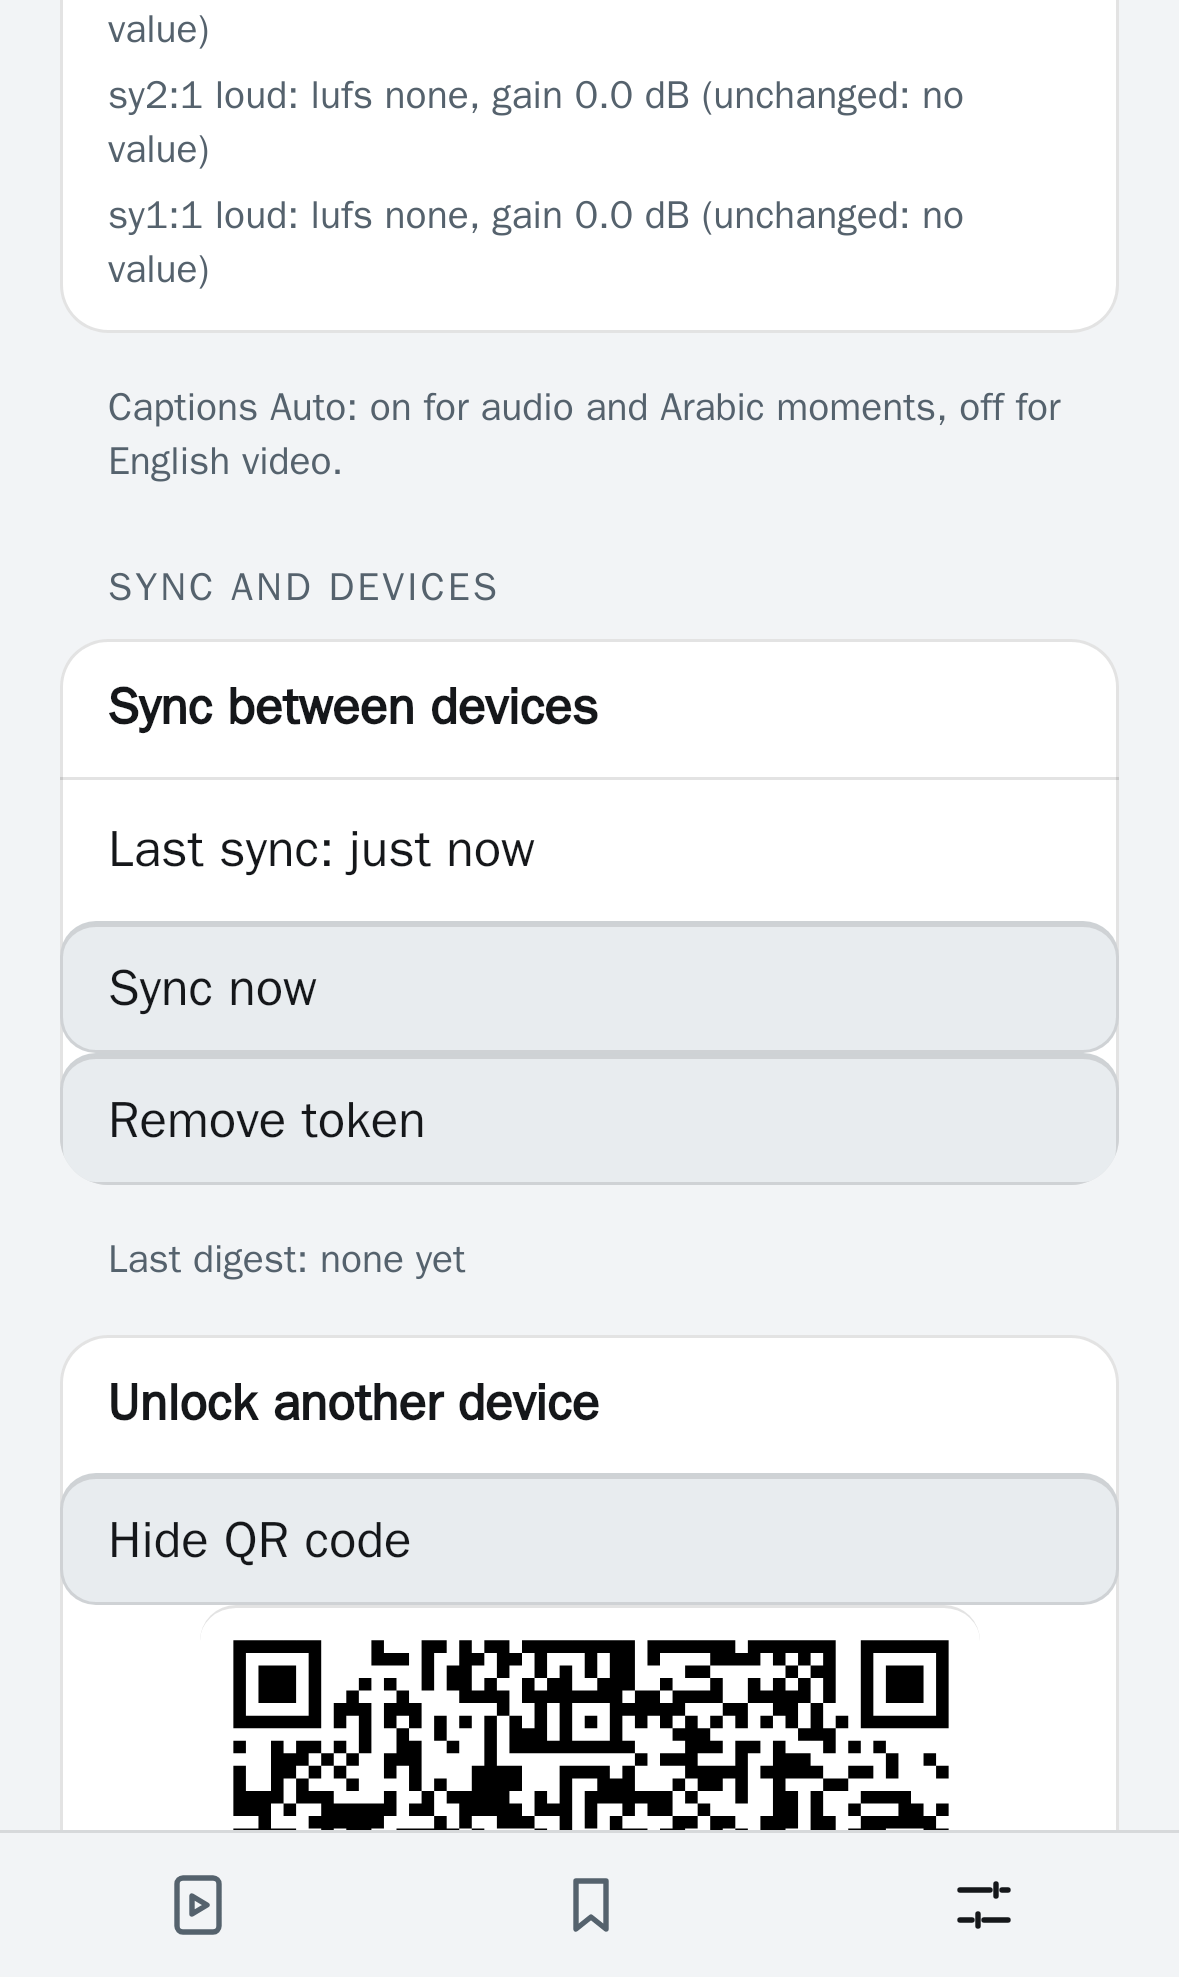 value)
sy2:1 loud: lufs none, gain 0.0 dB (unchanged: no
value)
sy1:1 loud: lufs none, gain 0.0 dB (unchanged: no
value)
Captions Auto: on for audio and Arabic moments, off for
English video.
SYNC AND DEVICES
Sync between devices
Last sync: just now
Sync now
Remove token
Last digest: none yet
Unlock another device
Hide QR code